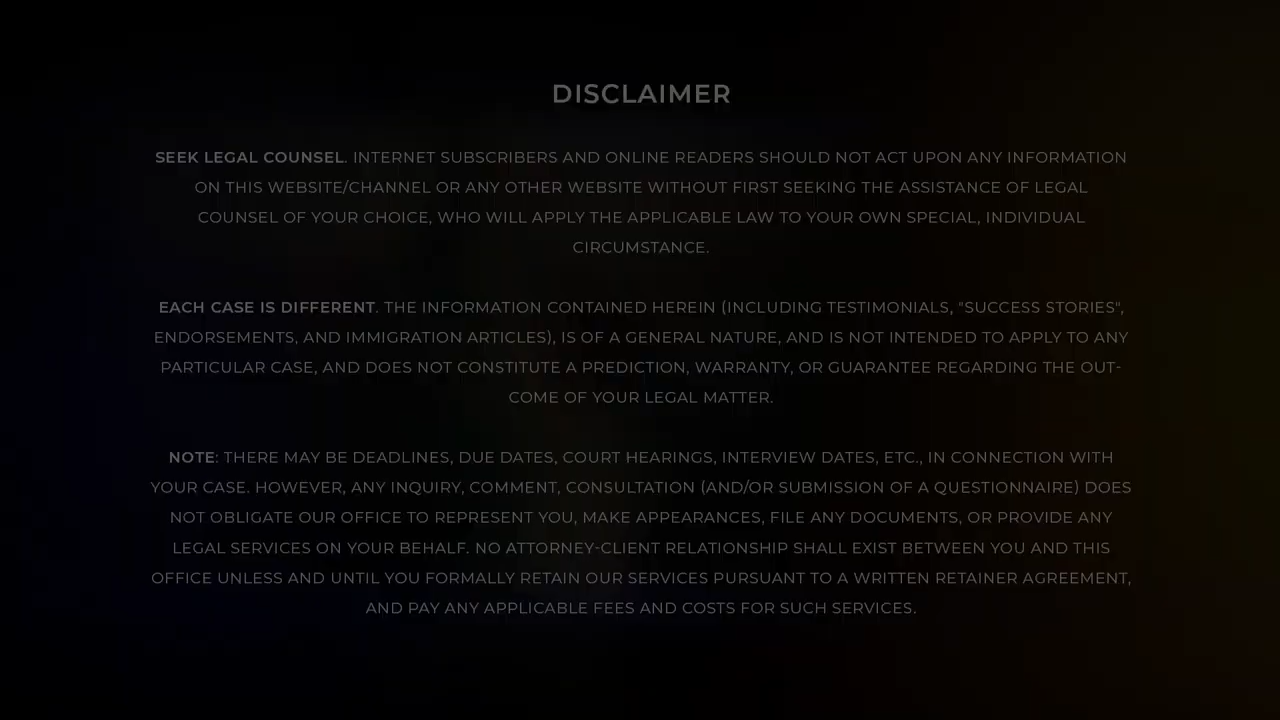 DISCLAIMER
SEEK LEGAL COUNSEL. INTERNET SUBSCRIBERS AND ONLINE READERS SHOULD NOT ACT UPON ANY INFORMATION
ON THIS WEBSITE/CHANNEL OR ANY OTHER WEBSITE WITHOUT FIRST SEEKING THE ASSISTANCE OF LEGAL
COUNSEL OF YOUR CHOICE, WHO WILL APPLY THE APPLICABLE LAW TO YOUR OWN SPECIAL, INDIVIDUAL
CIRCUMSTANCE.
EACH CASE IS DIFFERENT. THE INFORMATION CONTAINED HEREIN (INCLUDING TESTIMONIALS, "SUCCESS STORIES",
ENDORSEMENTS, AND IMMIGRATION ARTICLES), IS OF A GENERAL NATURE, AND IS NOT INTENDED TO APPLY TO ANY
PARTICULAR CASE, AND DOES NOT CONSTITUTE A PREDICTION, WARRANTY, OR GUARANTEE REGARDING THE OUT-
COME OF YOUR LEGAL MATTER.
NOTE: THERE MAY BE DEADLINES, DUE DATES, COURT HEARINGS, INTERVIEW DATES, ETC., IN CONNECTION WITH
YOUR CASE. HOWEVER, ANY INQUIRY, COMMENT, CONSULTATION (AND/OR SUBMISSION OF A QUESTIONNAIRE) DOES
NOT OBLIGATE OUR OFFICE TO REPRESENT YOU, MAKE APPEARANCES, FILE ANY DOCUMENTS, OR PROVIDE ANY
LEGAL SERVICES ON YOUR BEHALF. NO ATTORNEY-CLIENT RELATIONSHIP SHALL EXIST BETWEEN YOU AND THIS
OFFICE UNLESS AND UNTIL YOU FORMALLY RETAIN OUR SERVICES PURSUANT TO A WRITTEN RETAINER AGREEMENT,
AND PAY ANY APPLICABLE FEES AND COSTS FOR SUCH SERVICES.